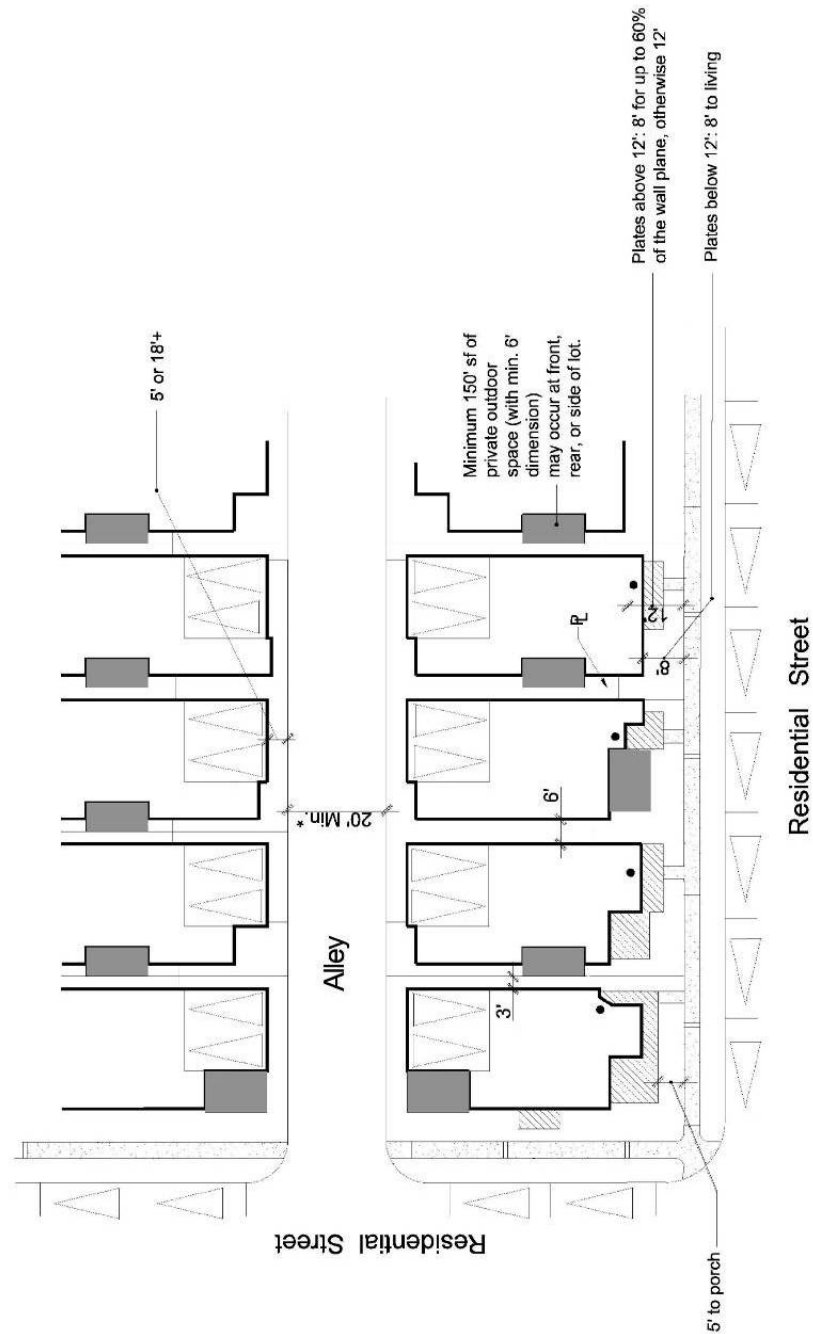 5' or 18'+
Minimum 150' sf of
private outdoor
space (with min. 6'
dimension)
may occur at front,
rear, or side of lot.
Plates above 12': 8' for up to 60%
of the wall plane, otherwise 12'
Plates below 12': 8' to living
20' Min.*
Alley
6'
3'
PL
12'
8'
Residential Street
Residential Street
5' to porch